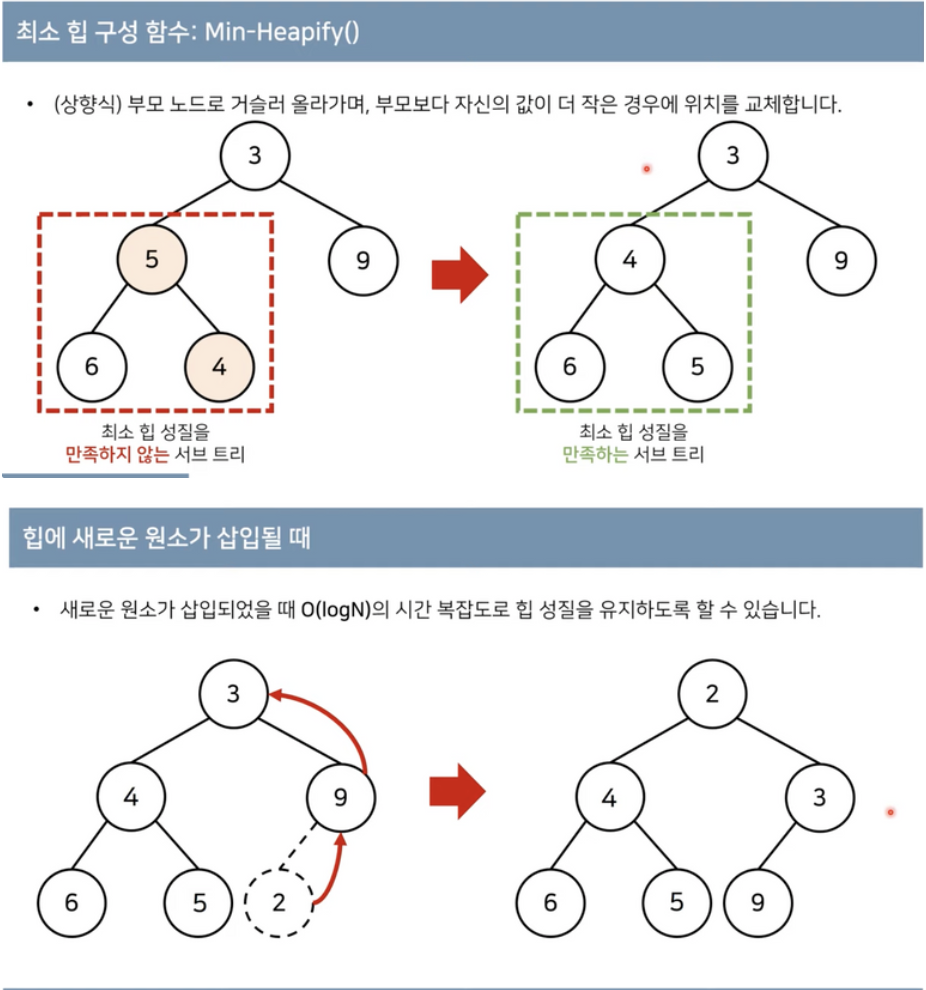 최소 힙 구성 함수: Min-Heapify()
• (상향식) 부모 노드로 거슬러 올라가며, 부모보다 자신의 값이 더 작은 경우에 위치를 교체합니다.
3
3
5
9
4
9
6
4
6
5
최소 힙 성질을
만족하지 않는 서브 트리
최소 힙 성질을
만족하는 서브 트리
힙에 새로운 원소가 삽입될 때
• 새로운 원소가 삽입되었을 때 O(logN)의 시간 복잡도로 힙 성질을 유지하도록 할 수 있습니다.
3
2
4
9
4
3
6
5
2
6
5
9